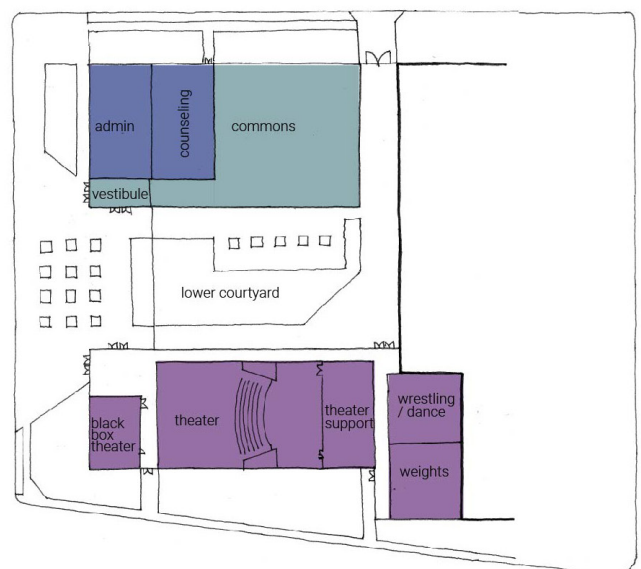 admin
counseling
commons
vestibule
lower courtyard
black
box
theater
theater
theater
support
wrestling
/ dance
weights